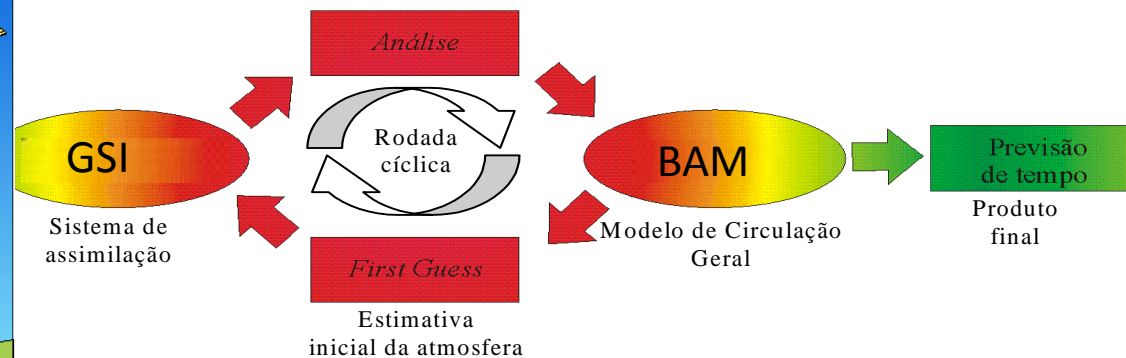 Análise
GSI
Sistema de
assimilação
Rodada
cíclica
BAM
Modelo de Circulação
Geral
Previsão
de tempo
Produto
final
First Guess
Estimativa
inicial da atmosfera